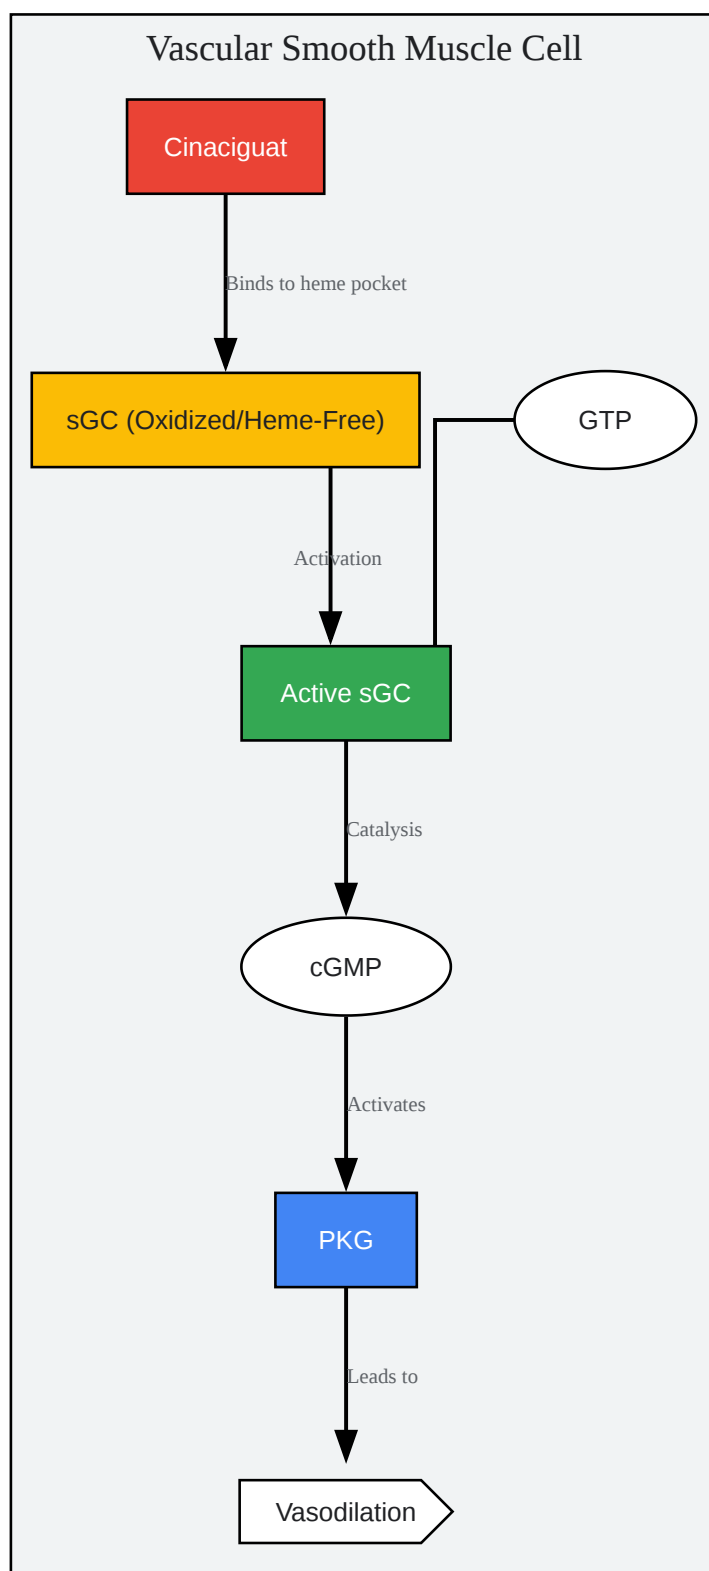 Vascular Smooth Muscle Cell
Cinaciguat
Binds to heme pocket
sGC (Oxidized/Heme-Free)
GTP
Activation
Active sGC
Catalysis
cGMP
Activates
PKG
Leads to
Vasodilation